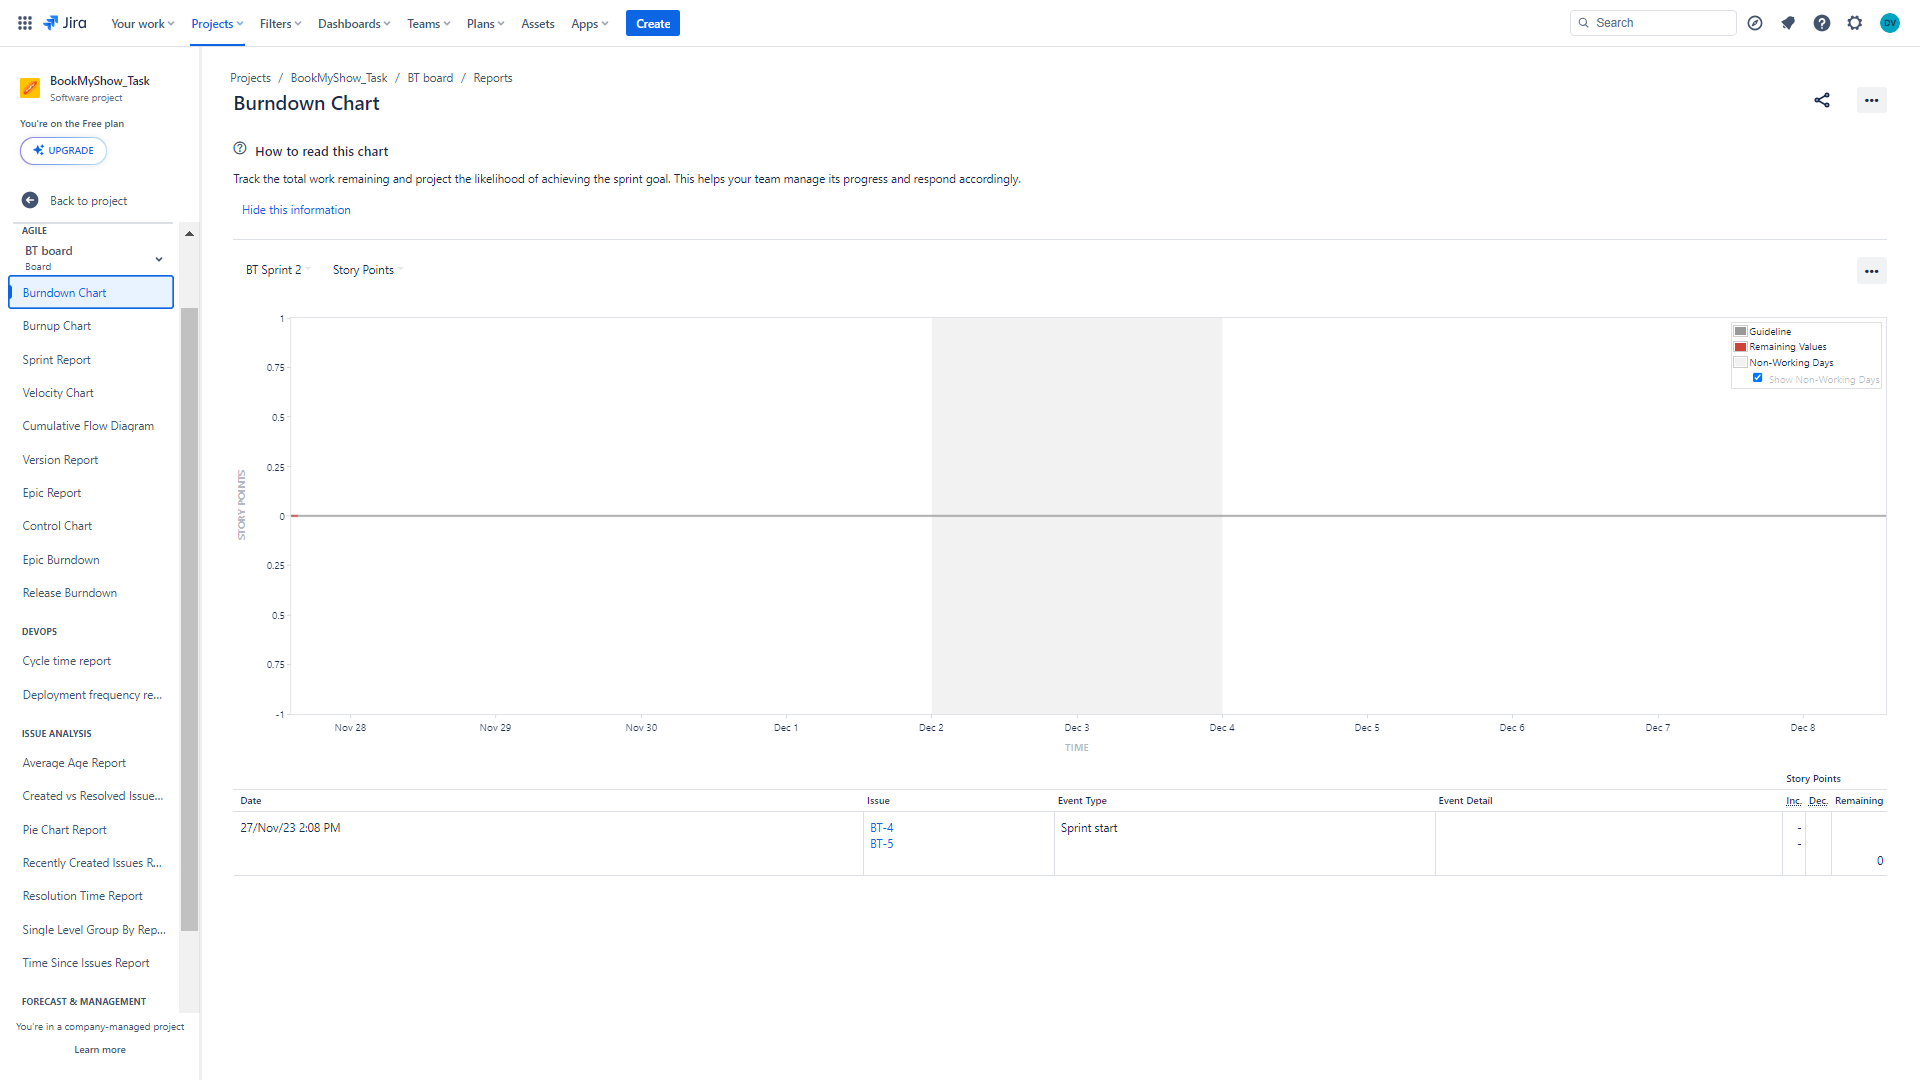 Jira
Your work
Projects
Filters
Dashboards
Teams
Plans
Assets
Apps
Create
Search
DV
BookMyShow_Task
Software project
You're on the Free plan
UPGRADE
Back to project
AGILE
BT board
Board
Burndown Chart
Burnup Chart
Sprint Report
Velocity Chart
Cumulative Flow Diagram
Version Report
Epic Report
Control Chart
Epic Burndown
Release Burndown
DEVOPS
Cycle time report
Deployment frequency re...
ISSUE ANALYSIS
Average Age Report
Created vs Resolved Issue...
Pie Chart Report
Recently Created Issues R...
Resolution Time Report
Single Level Group By Rep...
Time Since Issues Report
FORECAST & MANAGEMENT
You're in a company-managed project
Learn more
Projects / BookMyShow_Task / BT board / Reports
Burndown Chart
How to read this chart
Track the total work remaining and project the likelihood of achieving the sprint goal. This helps your team manage its progress and respond accordingly.
Hide this information
BT Sprint 2
Story Points
Guideline
Remaining Values
Non-Working Days
Show Non-Working Days
STORY POINTS
1
0.75
0.5
0.25
0
0.25
0.5
0.75
-1
Nov 28
Nov 29
Nov 30
Dec 1
Dec 2
Dec 3
Dec 4
Dec 5
Dec 6
Dec 7
Dec 8
TIME
Story Points
Date Issue Event Type Event Detail Inc. Dec. Remaining
27/Nov/23 2:08 PM BT-4 Sprint start -
BT-5 -
0